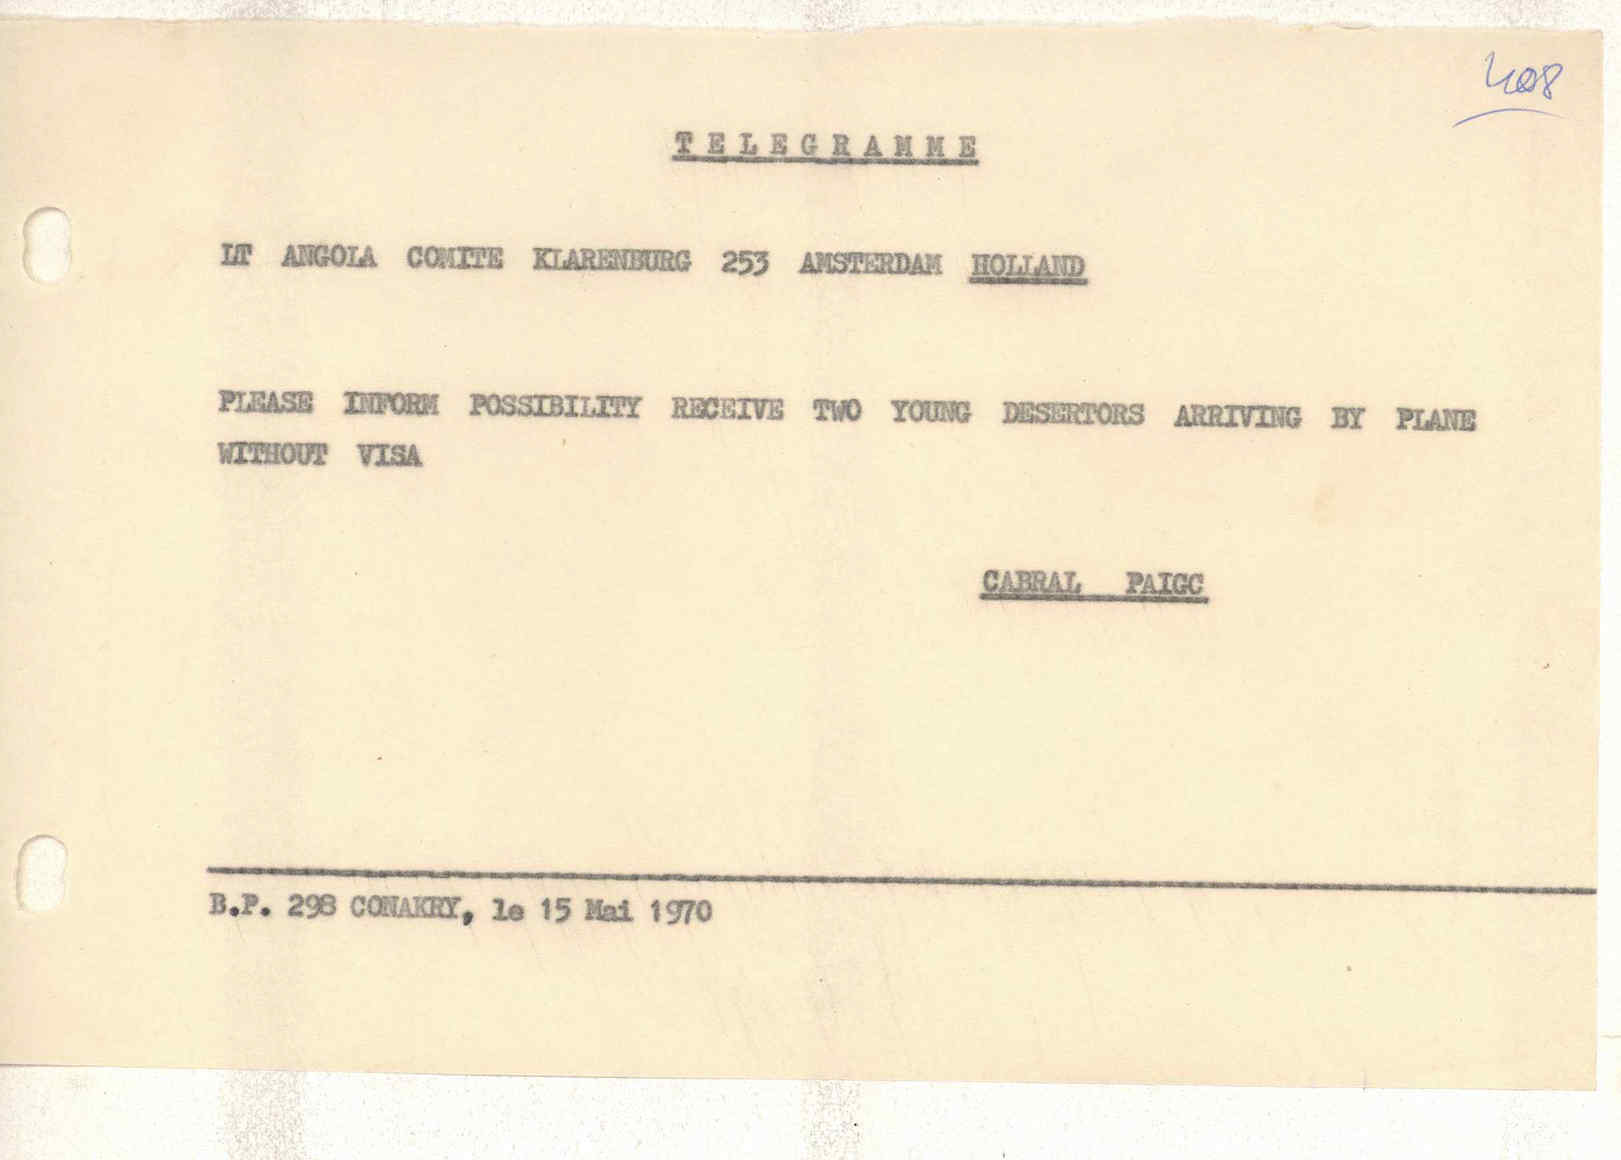 408
TELEGRAMME
LT ANGOLA COMITE KLARENBURG 253 AMSTERDAM HOLLAND
PLEASE INFORM POSSIBILITY RECEIVE TWO YOUNG DESERTORS ARRIVING BY PLANE
WITHOUT VISA
CABRAL PAIGC
B.P. 298 CONAKRY, le 15 Mai 1970